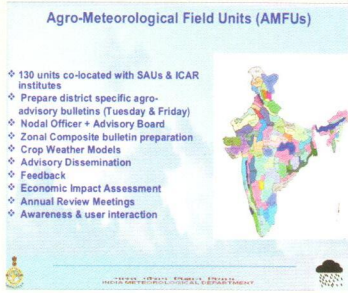 Agro-Meteorological Field Units (AMFUs)
❖ 130 units co-located with SAUs & ICAR
institutes
❖ Prepare district specific agro-
advisory bulletins (Tuesday & Friday)
❖ Nodal Officer + Advisory Board
❖ Zonal Composite bulletin preparation
❖ Crop Weather Models
❖ Advisory Dissemination
❖ Feedback
❖ Economic Impact Assessment
❖ Annual Review Meetings
❖ Awareness & user interaction
INDIA METEOROLOGICAL DEPARTMENT